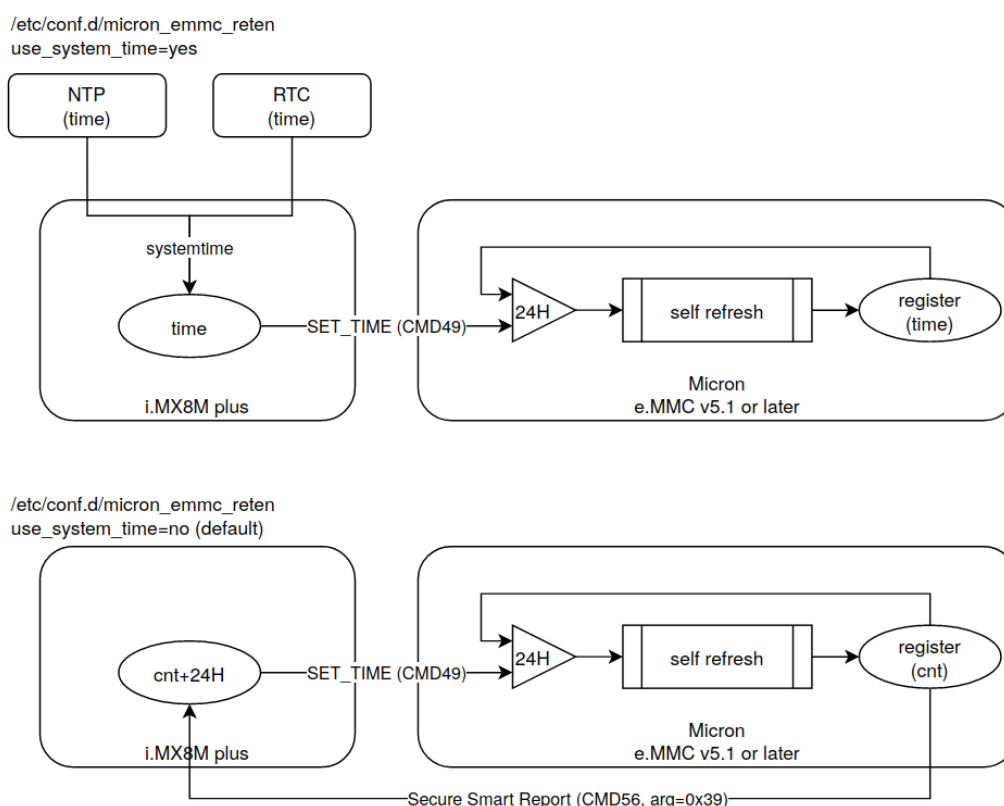 /etc/conf.d/micron_emmc_reten
use_system_time=yes
NTP
(time)
RTC
(time)
systemtime
time
SET_TIME (CMD49)
24H
self refresh
register
(time)
i.MX8M plus
Micron
e.MMC v5.1 or later
/etc/conf.d/micron_emmc_reten
use_system_time=no (default)
cnt+24H
SET_TIME (CMD49)
24H
self refresh
register
(cnt)
i.MX8M plus
Micron
e.MMC v5.1 or later
Secure Smart Report (CMD56, arg=0x39)